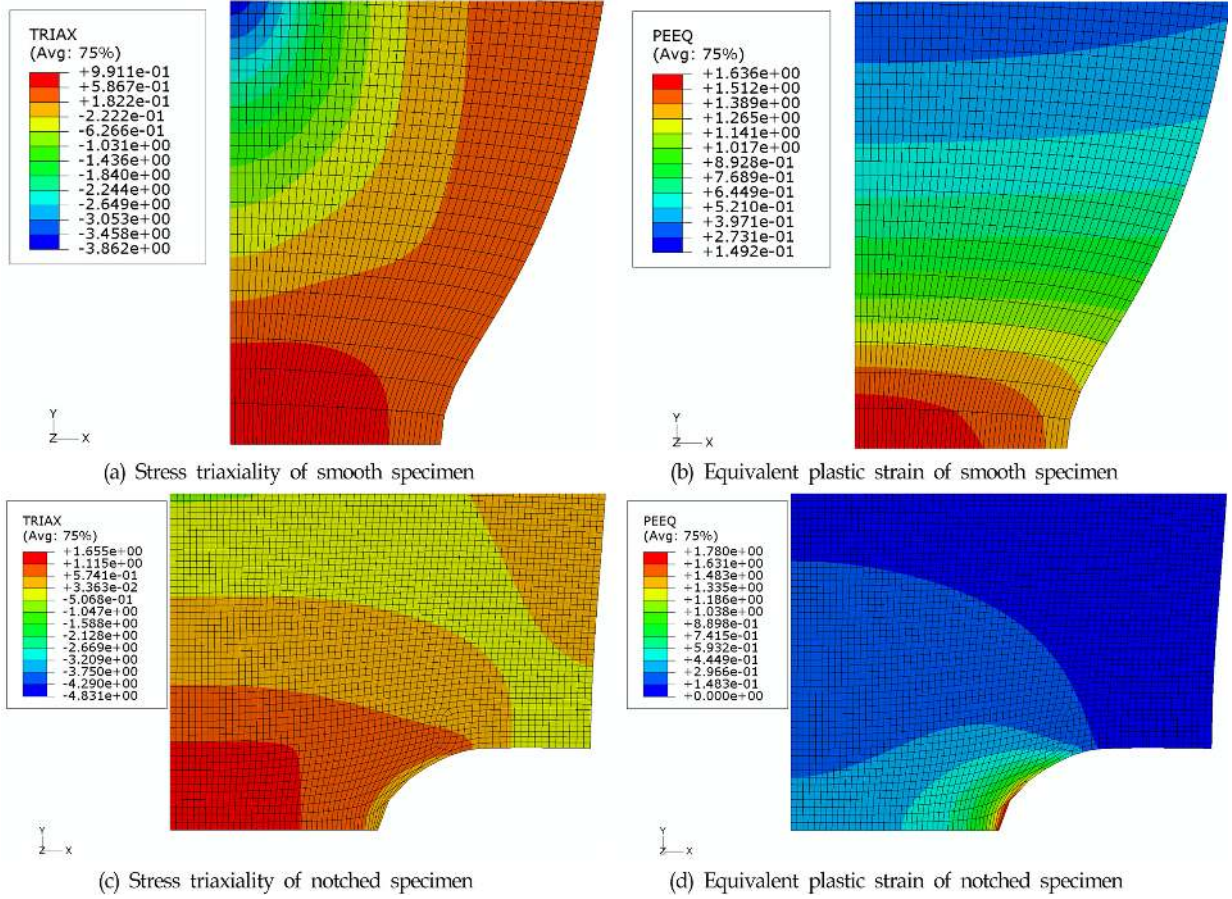 TRIAX
(Avg: 75%)
+9.911e-01
+5.867e-01
+1.822e-01
-2.222e-01
-6.266e-01
-1.031e+00
-1.436e+00
-1.840e+00
-2.244e+00
-2.649e+00
-3.053e+00
-3.458e+00
-3.862e+00
Y
Z X
(a) Stress triaxiality of smooth specimen
PEEQ
(Avg: 75%)
+1.636e+00
+1.512e+00
+1.389e+00
+1.265e+00
+1.141e+00
+1.017e+00
+8.928e-01
+7.689e-01
+6.449e-01
+5.210e-01
+3.971e-01
+2.731e-01
+1.492e-01
Y
Z X
(b) Equivalent plastic strain of smooth specimen
TRIAX
(Avg: 75%)
+1.655e+00
+1.115e+00
+5.741e-01
+3.363e-02
-5.068e-01
-1.047e+00
-1.588e+00
-2.128e+00
-2.669e+00
-3.209e+00
-3.750e+00
-4.290e+00
-4.831e+00
Y
Z X
(c) Stress triaxiality of notched specimen
PEEQ
(Avg: 75%)
+1.780e+00
+1.631e+00
+1.483e+00
+1.335e+00
+1.186e+00
+1.038e+00
+8.898e-01
+7.415e-01
+5.932e-01
+4.449e-01
+2.966e-01
+1.483e-01
+0.000e+00
Y
Z X
(d) Equivalent plastic strain of notched specimen